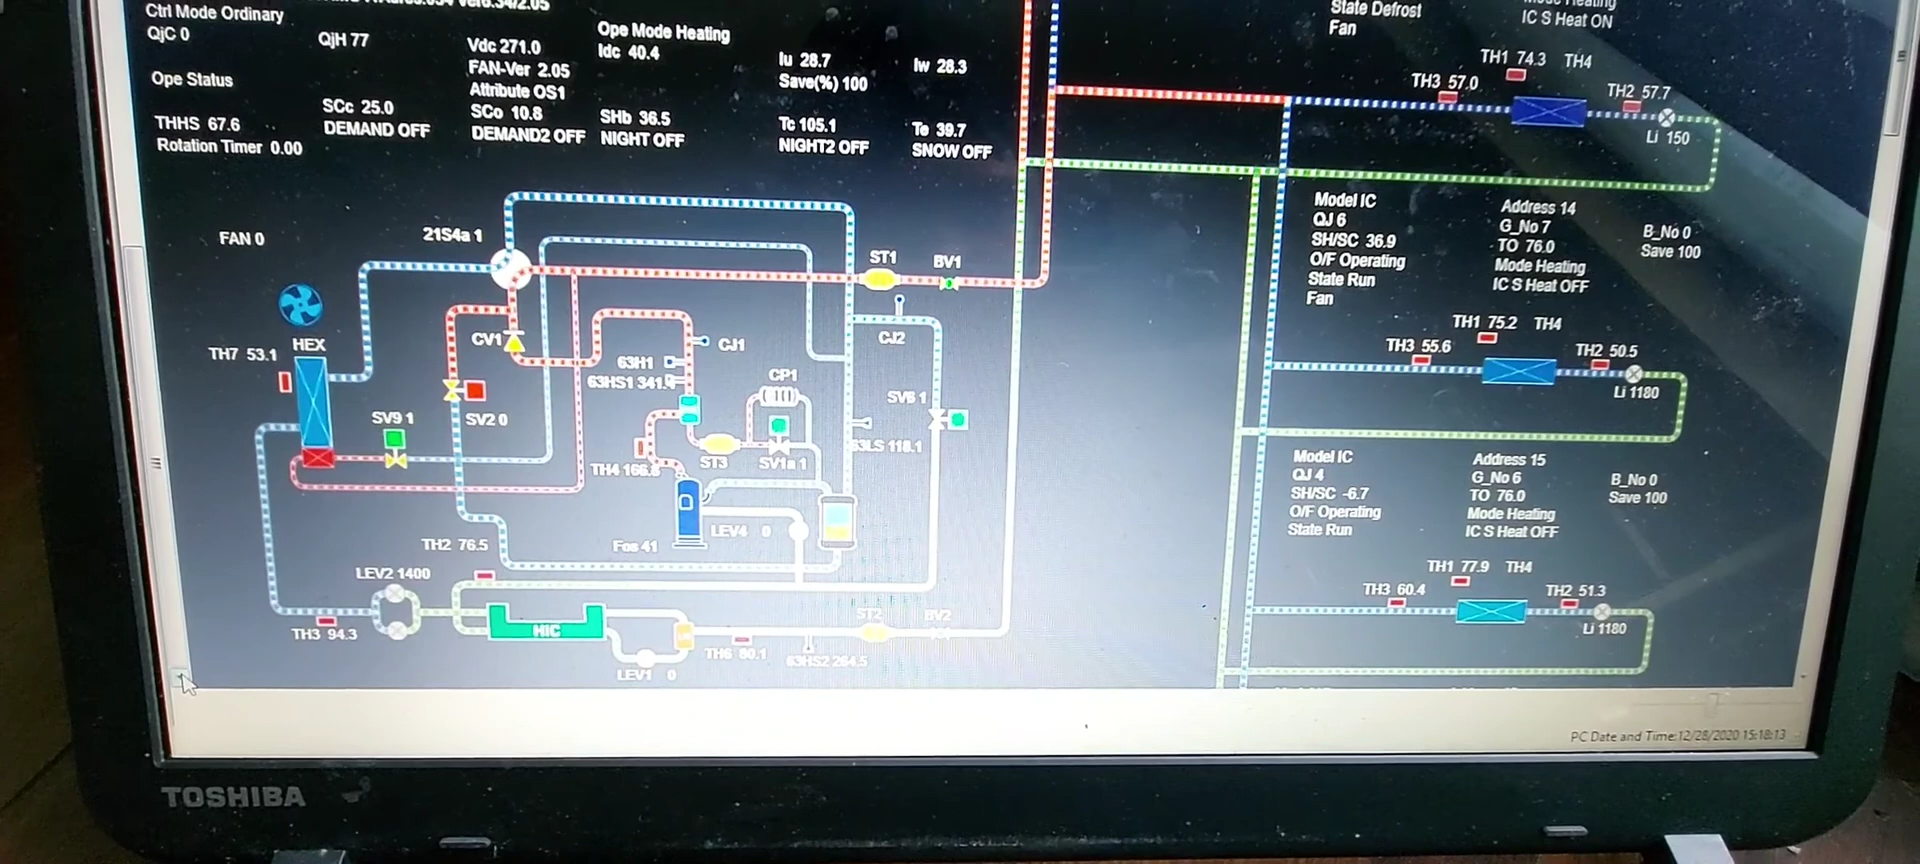 Ctrl Mode Ordinary
QjC 0
QjH 77
Vdc 271.0
FAN-Ver 2.05
Attribute OS1
Ope Mode Heating
Idc 40.4
Iu 28.7
Save(%) 100
Iw 28.3
Ope Status
SCc 25.0
DEMAND OFF
SCo 10.8
DEMAND2 OFF
SHb 36.5
NIGHT OFF
Tc 105.1
NIGHT2 OFF
Te 39.7
SNOW OFF
THHS 67.6
Rotation Timer 0.00
State Defrost
Fan
Mode Heating
IC S Heat ON
TH1 74.3 TH4
TH3 57.0
TH2 57.7
Li 150
FAN 0
21S4a 1
ST1
BV1
CJ2
HEX
TH7 53.1
CV1
63H1
63HS1
CJ1
CP1
SV9 1
SV2 0
SV6 1
63LS 118.1
TH4
ST3
SV1a 1
LEV4 0
Fos 41
TH2 76.5
LEV2 1400
TH3 94.3
HIC
LEV1 0
TH6
63HS2 264.5
ST2
BV2
Model IC
QJ 6
SH/SC 36.9
O/F Operating
State Run
Fan
Address 14
G_No 7
TO 76.0
Mode Heating
IC S Heat OFF
B_No 0
Save 100
TH1 75.2 TH4
TH3 55.6
TH2 50.5
Li 1180
Model IC
QJ 4
SH/SC -6.7
O/F Operating
State Run
Address 15
G_No 6
TO 76.0
Mode Heating
IC S Heat OFF
B_No 0
Save 100
TH1 77.9 TH4
TH3 60.4
TH2 51.3
Li 1180
PC Date and Time:12/28/2020 15:18:13
TOSHIBA